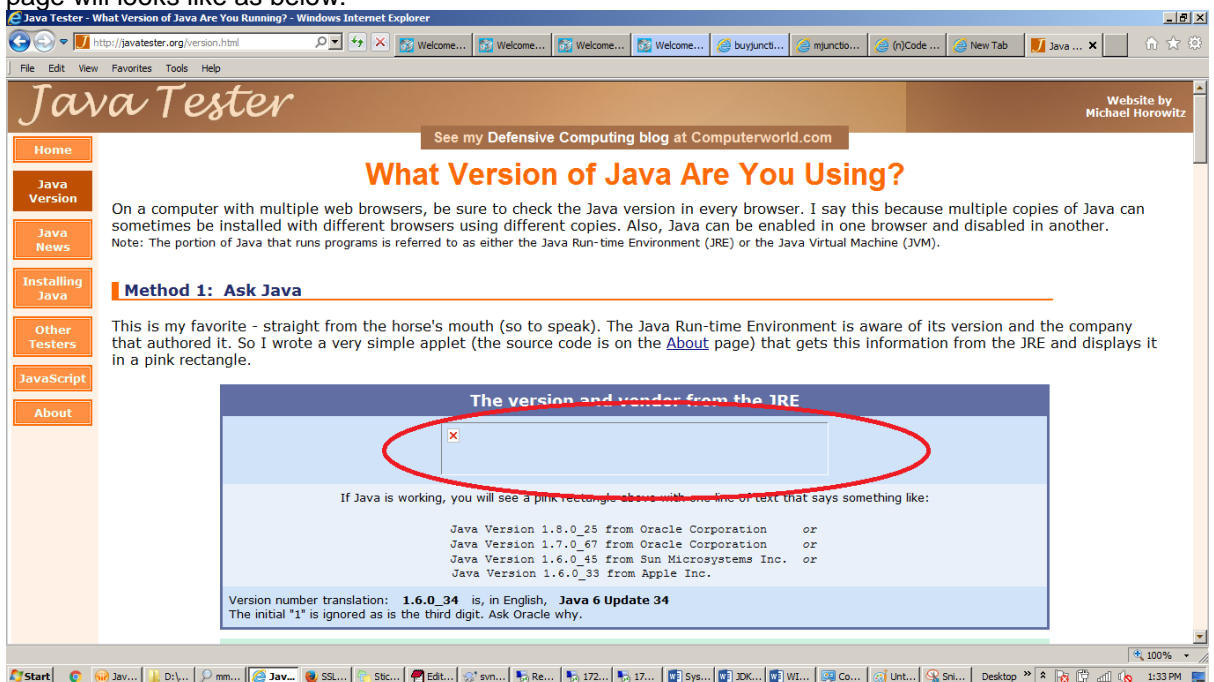 page will looks like as below.
Java Tester - What Version of Java Are You Running? - Windows Internet Explorer
http://javatester.org/version.html
Welcome... Welcome... Welcome... Welcome... buyjuncti... mjunctio... (n)Code ... New Tab Java ...
File Edit View Favorites Tools Help
Java Tester
Website by
Michael Horowitz
See my Defensive Computing blog at Computerworld.com
Home
Java
Version
Java
News
Installing
Java
Other
Testers
JavaScript
About
What Version of Java Are You Using?
On a computer with multiple web browsers, be sure to check the Java version in every browser. I say this because multiple copies of Java can
sometimes be installed with different browsers using different copies. Also, Java can be enabled in one browser and disabled in another.
Note: The portion of Java that runs programs is referred to as either the Java Run-time Environment (JRE) or the Java Virtual Machine (JVM).
Method 1: Ask Java
This is my favorite - straight from the horse's mouth (so to speak). The Java Run-time Environment is aware of its version and the company
that authored it. So I wrote a very simple applet (the source code is on the About page) that gets this information from the JRE and displays it
in a pink rectangle.
The version and vendor from the JRE
If Java is working, you will see a pink rectangle above with one line of text that says something like:
Java Version 1.8.0_25 from Oracle Corporation or
Java Version 1.7.0_67 from Oracle Corporation or
Java Version 1.6.0_45 from Sun Microsystems Inc. or
Java Version 1.6.0_33 from Apple Inc.
Version number translation: 1.6.0_34 is, in English, Java 6 Update 34
The initial "1" is ignored as is the third digit. Ask Oracle why.
100%
Start Jav... D:\... mm... Jav... SSL... Stic... Edit... svn... Re... 172... 17... Sys... JDK... WI... Co... Unt... Sni... Desktop 1:33 PM